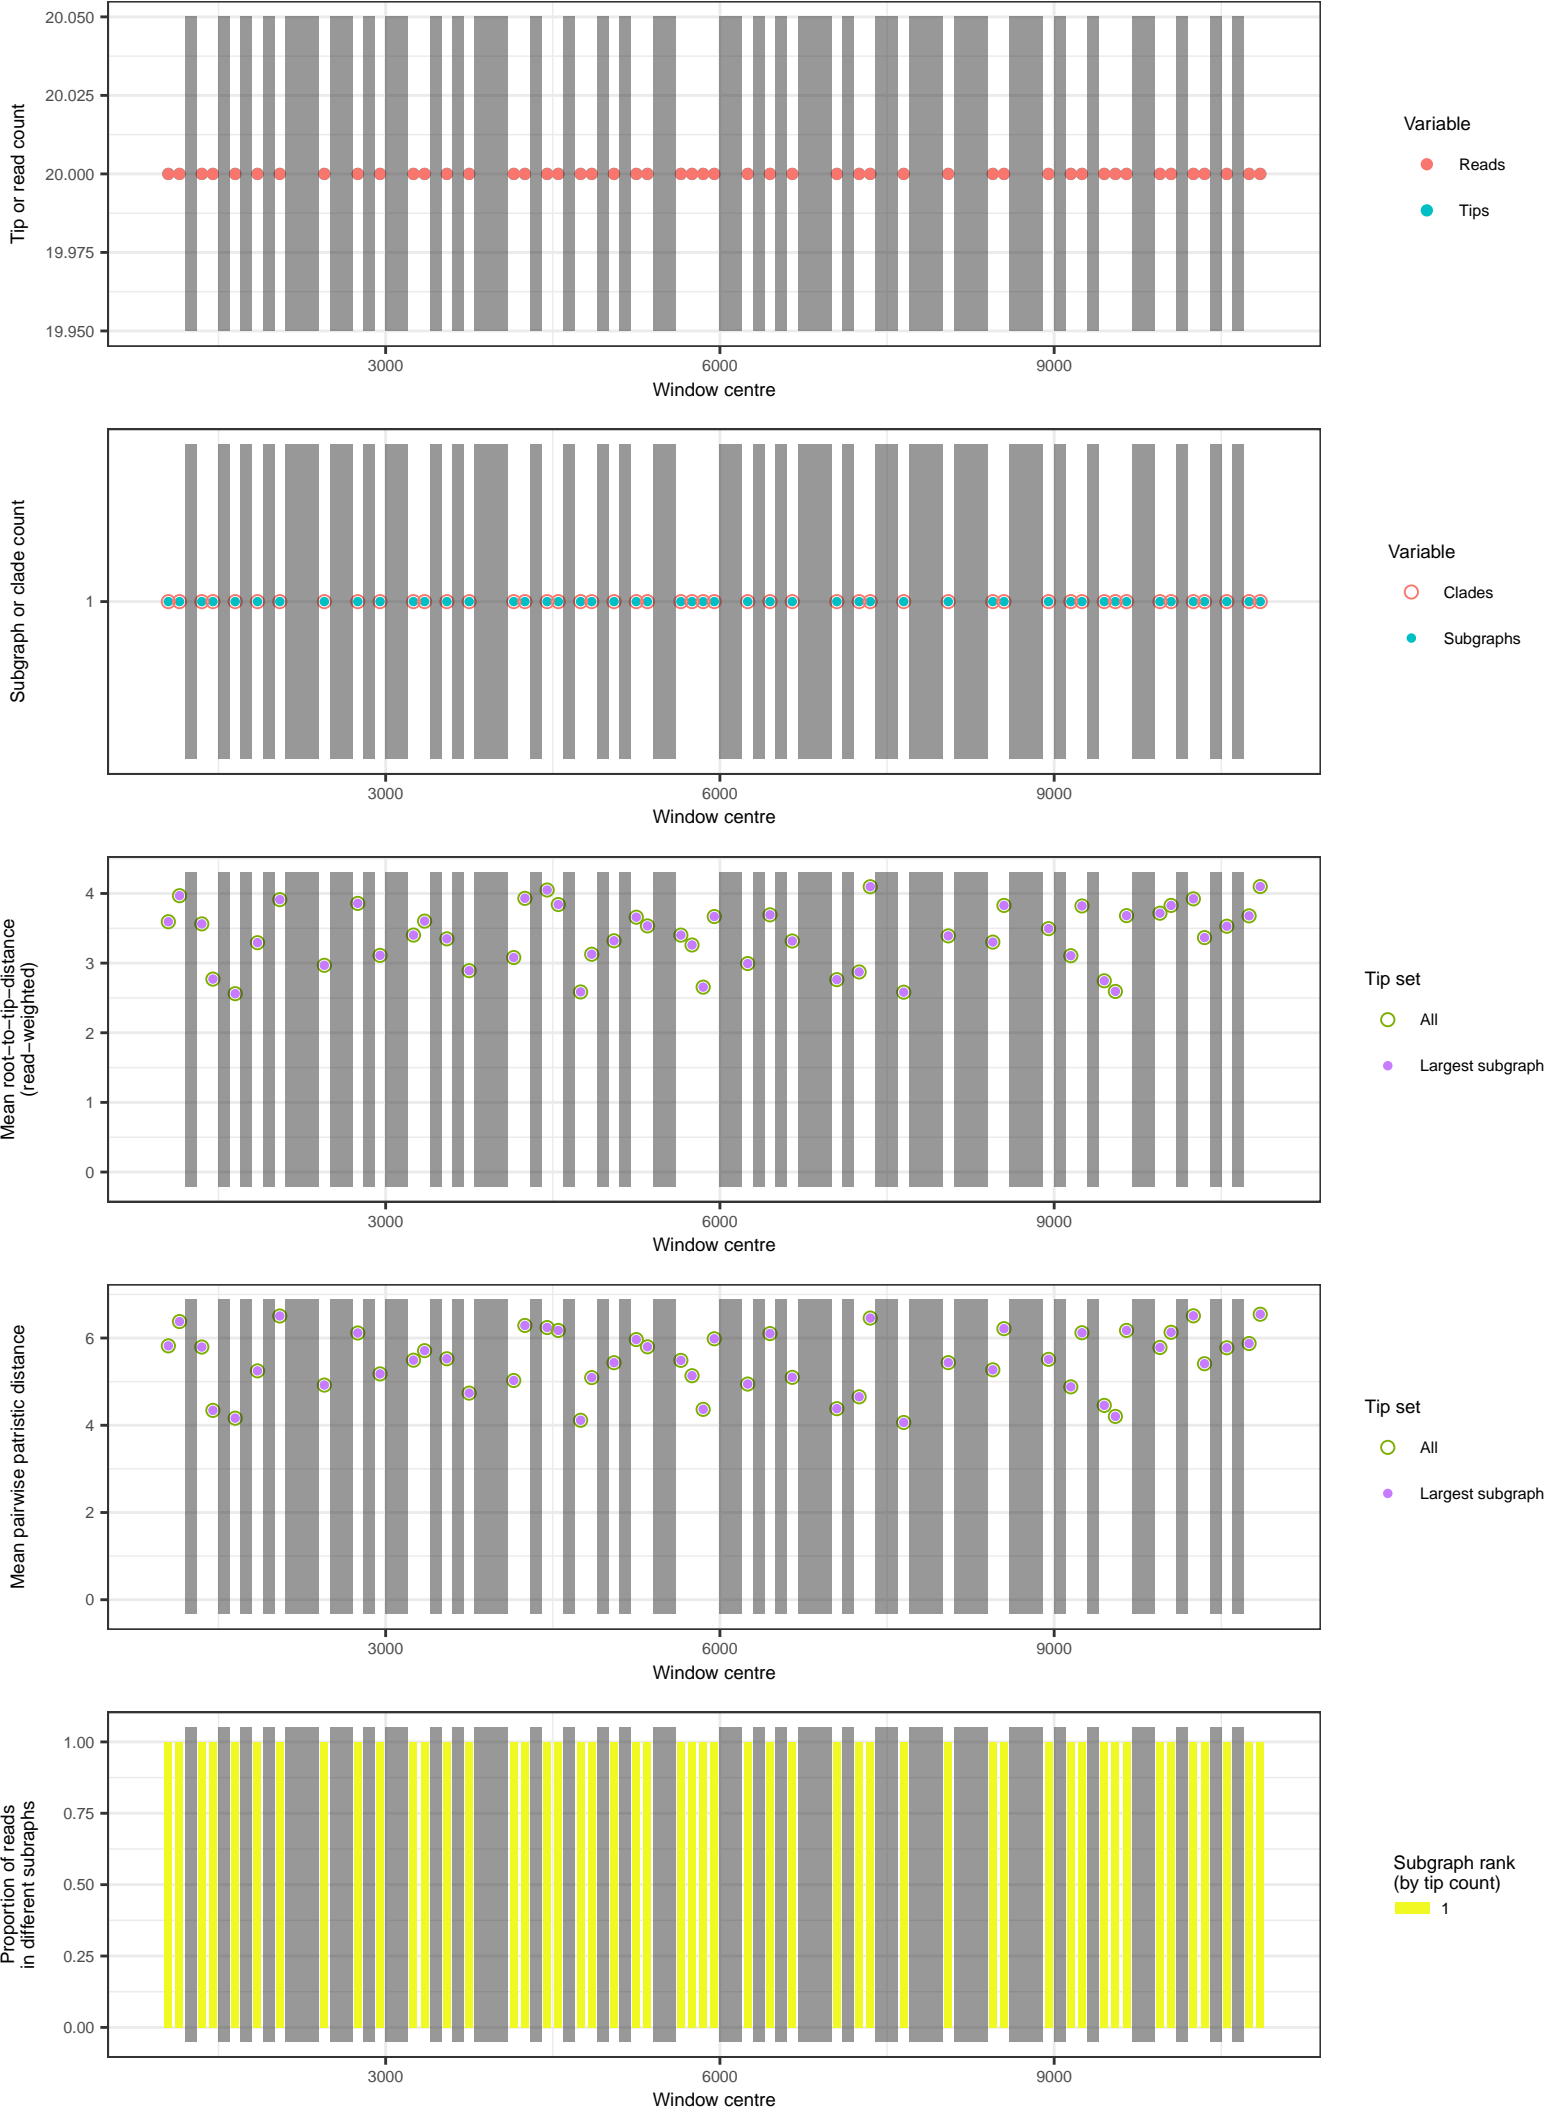 20.050
20.025
20.000
19.975
19.950
Tip or read count
3000
6000
9000
Window centre
Variable
Reads
Tips
1
Subgraph or clade count
3000
6000
9000
Window centre
Variable
Clades
Subgraphs
4
3
2
1
0
Mean root−to−tip−distance
(read−weighted)
3000
6000
9000
Window centre
Tip set
All
Largest subgraph
6
4
2
0
Mean pairwise patristic distance
3000
6000
9000
Window centre
Tip set
All
Largest subgraph
1.00
0.75
0.50
0.25
0.00
Proportion of reads
in different subraphs
3000
6000
9000
Window centre
Subgraph rank
(by tip count)
1